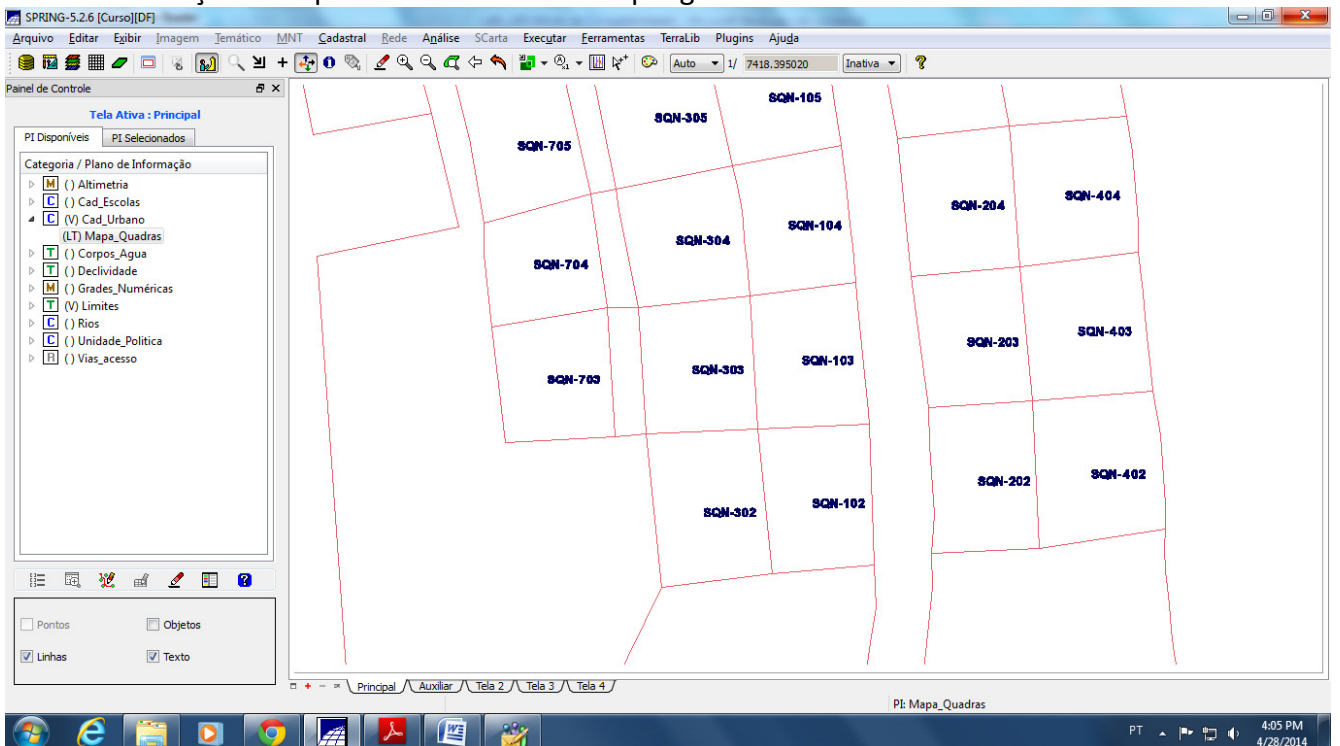 SPRING-5.2.6 [Curso][DF]
Arquivo Editar Exibir Imagem Temático MNT Cadastral Rede Análise SCarta Executar Ferramentas TerraLib Plugins Ajuda
Auto 1/ 7418.395020 Inativa
Painel de Controle
Tela Ativa : Principal
PI Disponíveis PI Selecionados
Categoria / Plano de Informação
M ( ) Altimetria
C ( ) Cad_Escolas
C (V) Cad_Urbano
(LT) Mapa_Quadras
T ( ) Corpos_Agua
T ( ) Declividade
M ( ) Grades_Numéricas
T (V) Limites
C ( ) Rios
C ( ) Unidade_Politica
R ( ) Vias_acesso
Pontos Objetos
Linhas Texto
SQN-105
SQN-305
SQN-705
SQN-404
SQN-204
SQN-104
SQN-304
SQN-704
SQN-403
SQN-203
SQN-103
SQN-303
SQN-703
SQN-402
SQN-202
SQN-102
SQN-302
Principal Auxiliar Tela 2 Tela 3 Tela 4
PI: Mapa_Quadras
PT 4:05 PM
4/28/2014